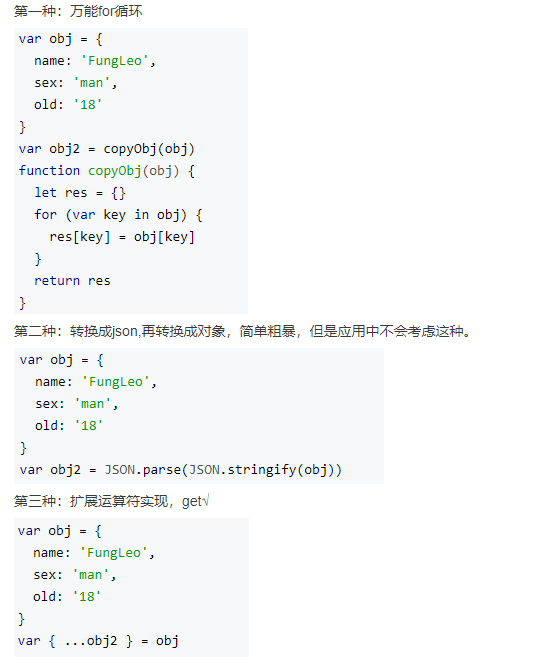 第一种：万能for循环
var obj = {
  name: 'FungLeo',
  sex: 'man',
  old: '18'
}
var obj2 = copyObj(obj)
function copyObj(obj) {
  let res = {}
  for (var key in obj) {
    res[key] = obj[key]
  }
  return res
}
第二种：转换成json,再转换成对象，简单粗暴，但是应用中不会考虑这种。
var obj = {
  name: 'FungLeo',
  sex: 'man',
  old: '18'
}
var obj2 = JSON.parse(JSON.stringify(obj))
第三种：扩展运算符实现，get√
var obj = {
  name: 'FungLeo',
  sex: 'man',
  old: '18'
}
var { ...obj2 } = obj